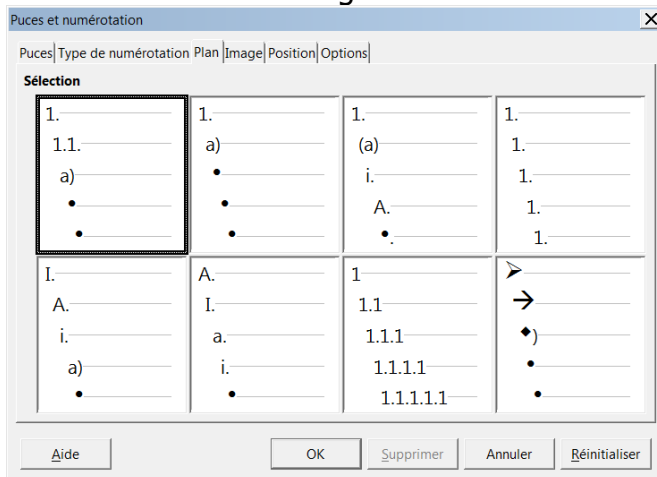 Puces et numérotation
Puces Type de numérotation Plan Image Position Options
Sélection
1.
1.1.
a)
•
•
1.
a)
•
•
•
1.
(a)
i.
A.
•.
1.
1.
1.
1.
1.
I.
A.
i.
a)
•
A.
I.
a.
i.
•
1
1.1
1.1.1
1.1.1.1
1.1.1.1.1
➢
→
◆)
•
•
Aide OK Supprimer Annuler Réinitialiser